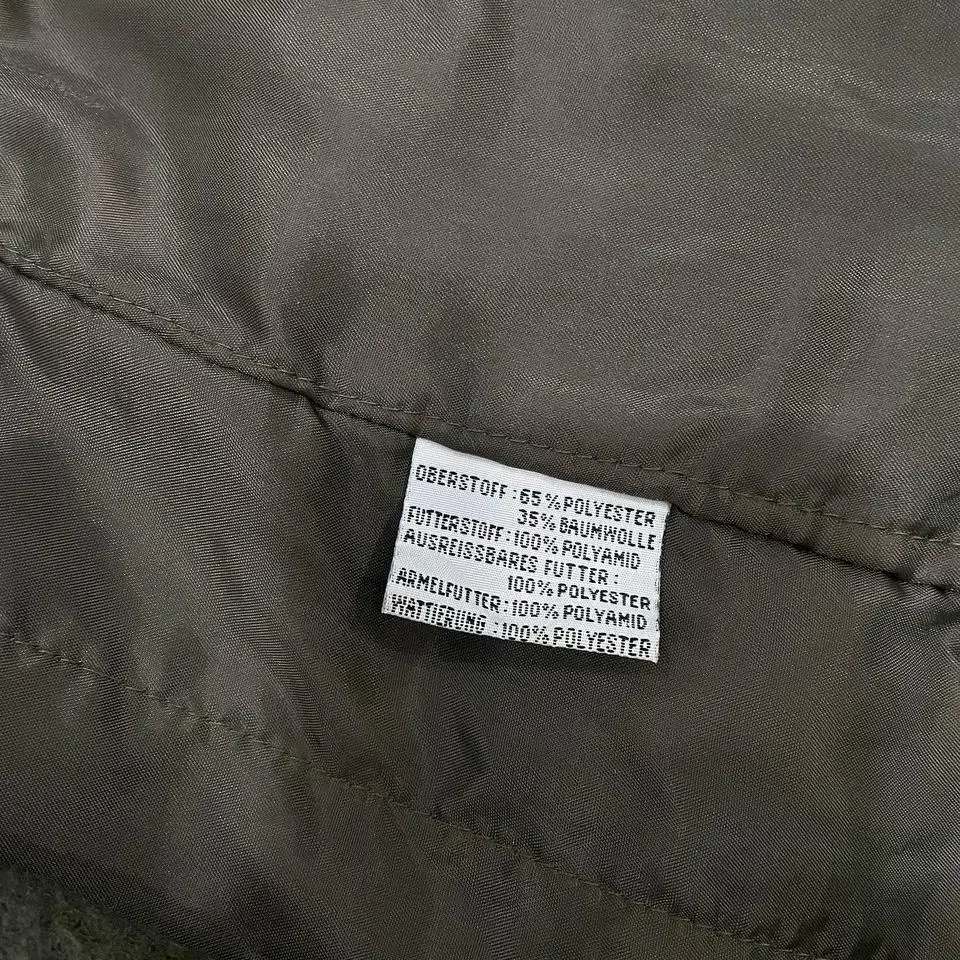 OBERSTOFF:65%POLYESTER
35%BAUMWOLLE
FUTTERSTOFF:100%POLYAMID
AUSREISSBARES FUTTER:
100%POLYESTER
ARMELFUTTER:100%POLYAMID
WATTIERUNG:100%POLYESTER